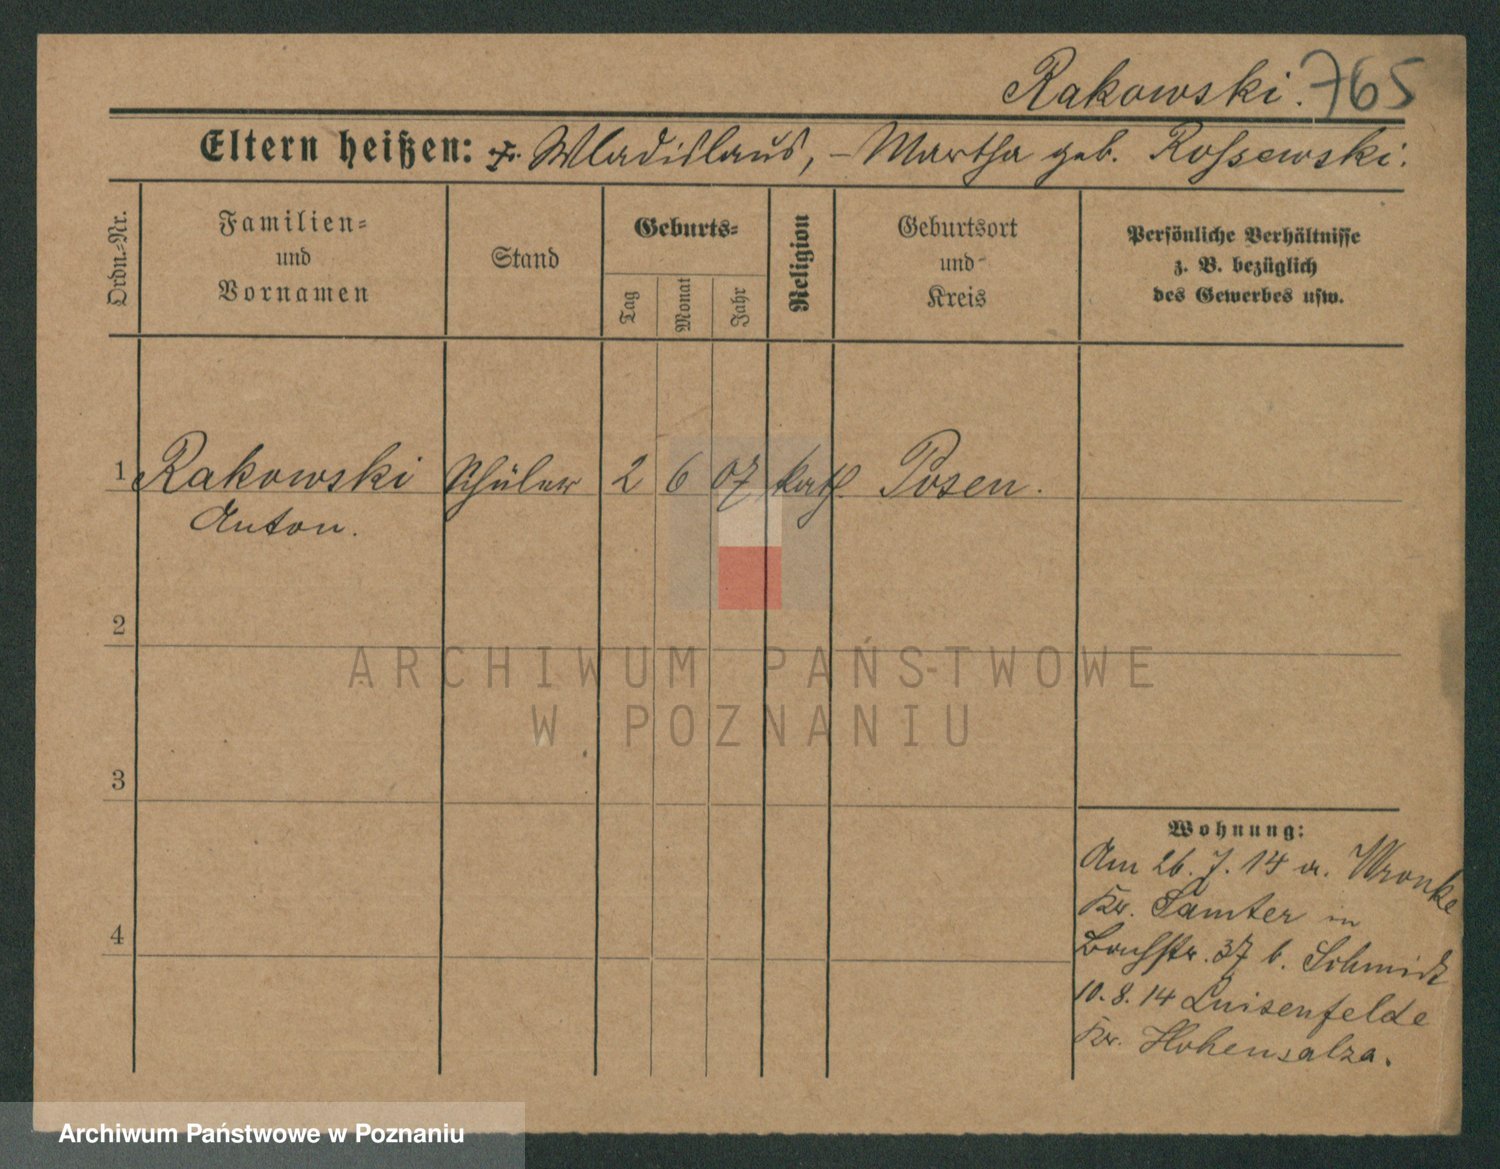 Rakowski. 765
Eltern heißen: Fr. Wladislaus, – Martha geb. Rossewski.
Ordn.-Nr.
Familien-
und
Vornamen
Stand
Geburts-
Tag
Monat
Jahr
Religion
Geburtsort
und
Kreis
Persönliche Verhältnisse
z. B. bezüglich
des Gewerbes usw.
1 Rakowski Schüler 2 6 07 kath. Posen.
Anton.
2
ARCHIWUM PAŃSTWOWE
W POZNANIU
3
4
Wohnung:
Am 26. 7. 14 a. Wronke
Kr. Samter in
Bachstr. 37 b. Schmidt
10. 8. 14 Luisenfelde
Kr. Hohensalza.
Archiwum Państwowe w Poznaniu